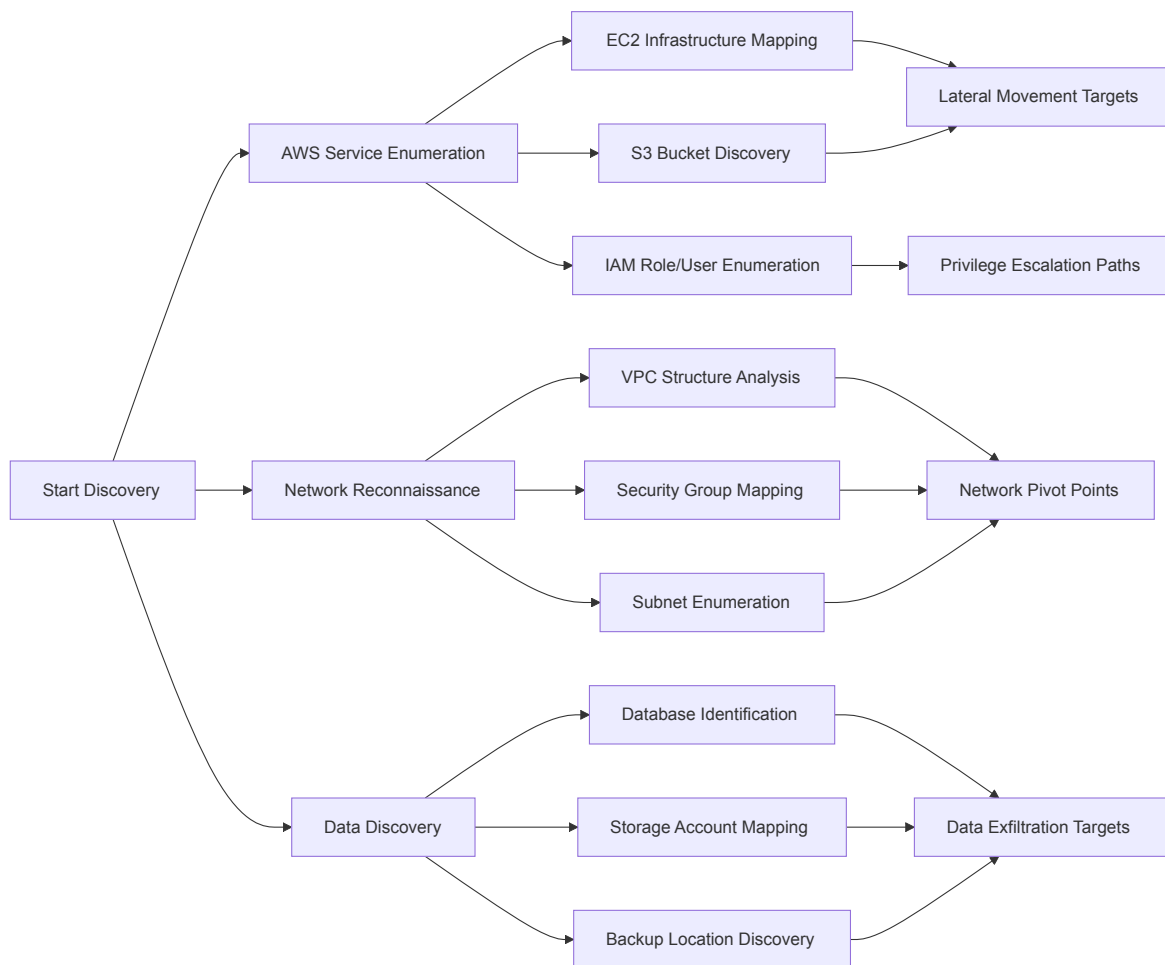 EC2 Infrastructure Mapping
Lateral Movement Targets
AWS Service Enumeration
S3 Bucket Discovery
IAM Role/User Enumeration
Privilege Escalation Paths
VPC Structure Analysis
Start Discovery
Network Reconnaissance
Security Group Mapping
Network Pivot Points
Subnet Enumeration
Database Identification
Data Discovery
Storage Account Mapping
Data Exfiltration Targets
Backup Location Discovery